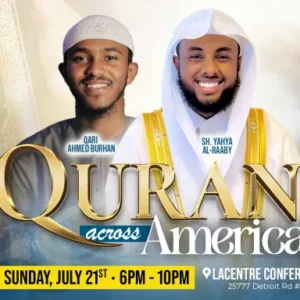 QARI
AHMED BURHAN
SH. YAHYA
AL-RAABY
QURAN
across America
SUNDAY, JULY 21ST • 6PM - 10PM
LACENTRE CONFE
25777 Detroit Rd #